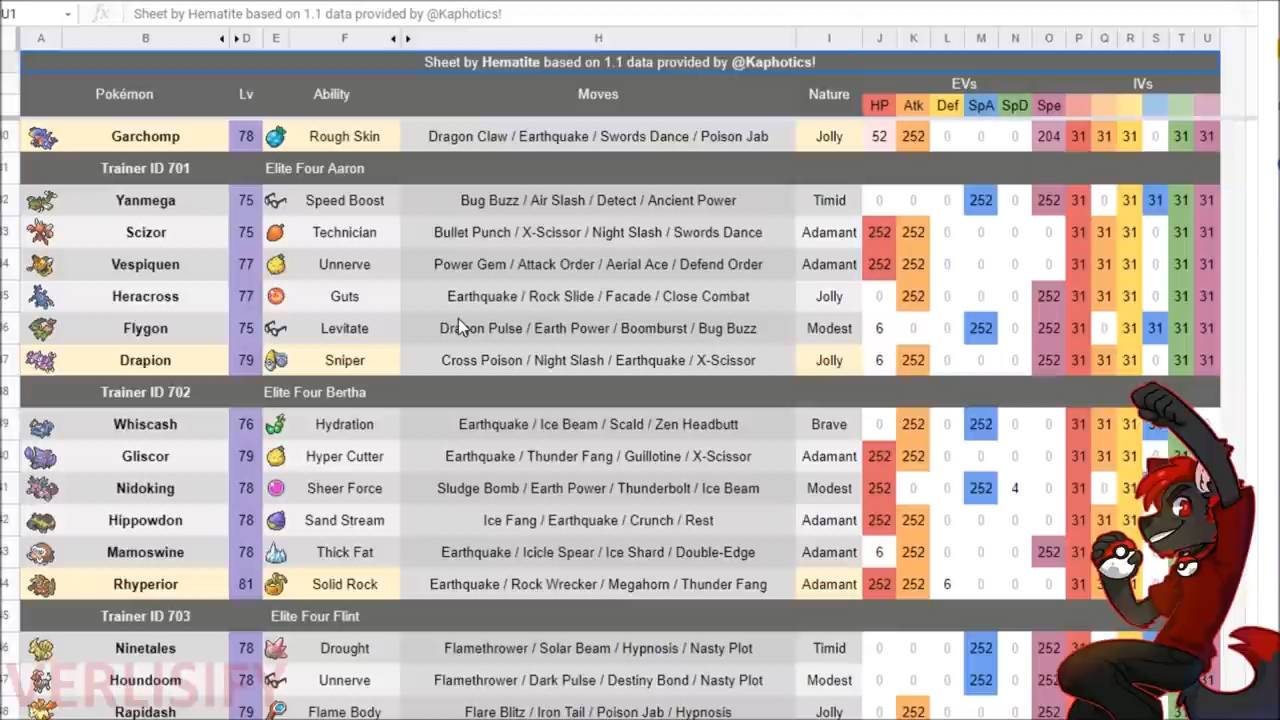 U1 fx Sheet by Hematite based on 1.1 data provided by @Kaphotics!
A B D E F H I J K L M N O P Q R S T U
Sheet by Hematite based on 1.1 data provided by @Kaphotics!
EVs IVs
Pokémon Lv Ability Moves Nature
HP Atk Def SpA SpD Spe
Garchomp 78 Rough Skin Dragon Claw / Earthquake / Swords Dance / Poison Jab Jolly 52 252 0 0 0 204 31 31 31 0 31 31
Trainer ID 701 Elite Four Aaron
Yanmega 75 Speed Boost Bug Buzz / Air Slash / Detect / Ancient Power Timid 0 0 0 252 0 252 31 0 31 31 31 31
Scizor 75 Technician Bullet Punch / X-Scissor / Night Slash / Swords Dance Adamant 252 252 0 0 0 0 31 31 31 0 31 31
Vespiquen 77 Unnerve Power Gem / Attack Order / Aerial Ace / Defend Order Adamant 252 252 0 0 0 0 31 31 31 0 31 31
Heracross 77 Guts Earthquake / Rock Slide / Facade / Close Combat Jolly 0 252 0 0 0 252 31 31 31 0 31 31
Flygon 75 Levitate Dragon Pulse / Earth Power / Boomburst / Bug Buzz Modest 6 0 0 252 0 252 31 0 31 31 31 31
Drapion 79 Sniper Cross Poison / Night Slash / Earthquake / X-Scissor Jolly 6 252 0 0 0 252 31 31 31 0 31 31
Trainer ID 702 Elite Four Bertha
Whiscash 76 Hydration Earthquake / Ice Beam / Scald / Zen Headbutt Brave 0 252 0 252 0 0 31 31 31
Gliscor 79 Hyper Cutter Earthquake / Thunder Fang / Guillotine / X-Scissor Adamant 252 252 0 0 0 0 31 31 31
Nidoking 78 Sheer Force Sludge Bomb / Earth Power / Thunderbolt / Ice Beam Modest 252 0 0 252 4 0 31 0 31
Hippowdon 78 Sand Stream Ice Fang / Earthquake / Crunch / Rest Adamant 252 252 0 0 0 0 31 31
Mamoswine 78 Thick Fat Earthquake / Icicle Spear / Ice Shard / Double-Edge Adamant 6 252 0 0 0 252 31
Rhyperior 81 Solid Rock Earthquake / Rock Wrecker / Megahorn / Thunder Fang Adamant 252 252 6 0 0 0 31
Trainer ID 703 Elite Four Flint
Ninetales 78 Drought Flamethrower / Solar Beam / Hypnosis / Nasty Plot Timid 0 0 0 252 0 252 31
Houndoom 78 Unnerve Flamethrower / Dark Pulse / Destiny Bond / Nasty Plot Modest 0 0 0 252 0 252
Rapidash 79 Flame Body Flare Blitz / Iron Tail / Poison Jab / Hypnosis Jolly 0 252 0 0 0 252
VERLISIFY